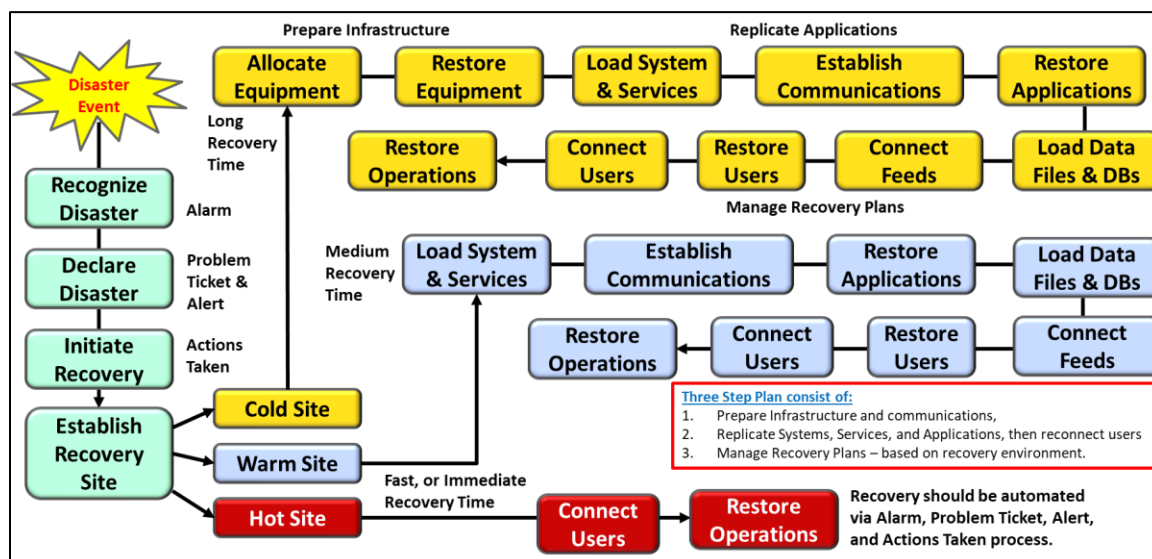 Prepare Infrastructure
Replicate Applications
Disaster
Event
Allocate
Equipment
Restore
Equipment
Load System
& Services
Establish
Communications
Restore
Applications
Long
Recovery
Time
Restore
Operations
Connect
Users
Restore
Users
Connect
Feeds
Load Data
Files & DBs
Manage Recovery Plans
Recognize
Disaster
Alarm
Declare
Disaster
Problem
Ticket &
Alert
Medium
Recovery
Time
Load System
& Services
Establish
Communications
Restore
Applications
Load Data
Files & DBs
Restore
Operations
Connect
Users
Restore
Users
Connect
Feeds
Initiate
Recovery
Actions
Taken
Establish
Recovery
Site
Cold Site
Warm Site
Hot Site
Fast, or Immediate
Recovery Time
Connect
Users
Restore
Operations
Three Step Plan consist of:
1. Prepare Infrastructure and communications,
2. Replicate Systems, Services, and Applications, then reconnect users
3. Manage Recovery Plans – based on recovery environment.
Recovery should be automated
via Alarm, Problem Ticket, Alert,
and Actions Taken process.